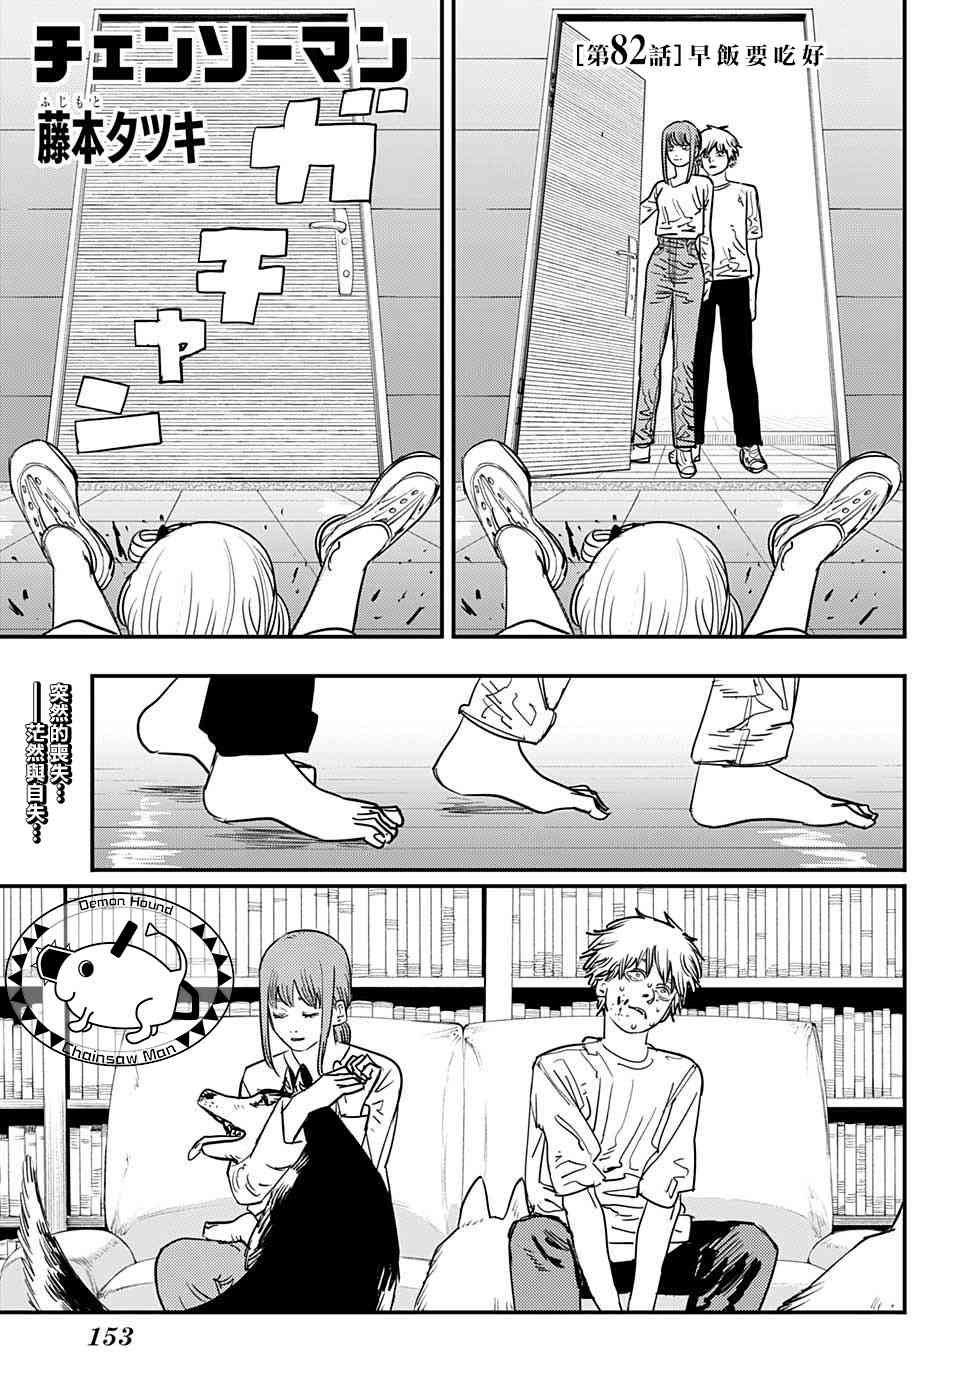 チェンソーマン
ふじもと
藤本タツキ
[第82話]早飯要吃好
ガチャン
突然的喪失…
──茫然與自失…
Demon Hound
Chainsaw Man
153